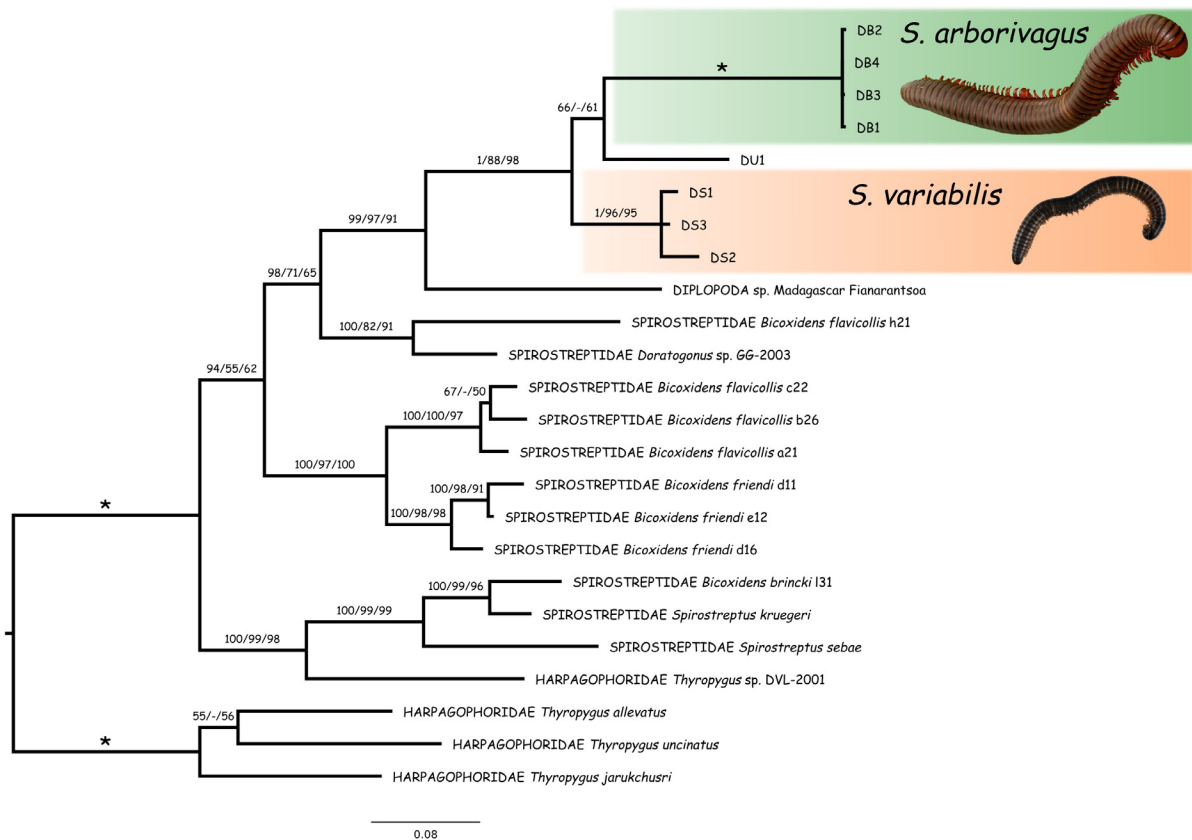 DB2
S. arborivagus
*
DB4
DB3
66/-/61
DB1
1/88/98
DU1
DS1
S. variabilis
99/97/91
1/96/95
DS3
DS2
98/71/65
DIPLOPODA sp. Madagascar Fianarantsoa
100/82/91
SPIROSTREPTIDAE Bicoxidens flavicollis h21
SPIROSTREPTIDAE Doratogonus sp. GG-2003
94/55/62
67/-/50
SPIROSTREPTIDAE Bicoxidens flavicollis c22
100/100/97
SPIROSTREPTIDAE Bicoxidens flavicollis b26
SPIROSTREPTIDAE Bicoxidens flavicollis a21
100/97/100
100/98/91
SPIROSTREPTIDAE Bicoxidens friendi d11
*
100/98/98
SPIROSTREPTIDAE Bicoxidens friendi e12
SPIROSTREPTIDAE Bicoxidens friendi d16
100/99/96
SPIROSTREPTIDAE Bicoxidens brincki l31
100/99/99
SPIROSTREPTIDAE Spirostreptus kruegeri
100/99/98
SPIROSTREPTIDAE Spirostreptus sebae
HARPAGOPHORIDAE Thyropygus sp. DVL-2001
55/-/56
HARPAGOPHORIDAE Thyropygus allevatus
*
HARPAGOPHORIDAE Thyropygus uncinatus
HARPAGOPHORIDAE Thyropygus jarukchusri
0.08